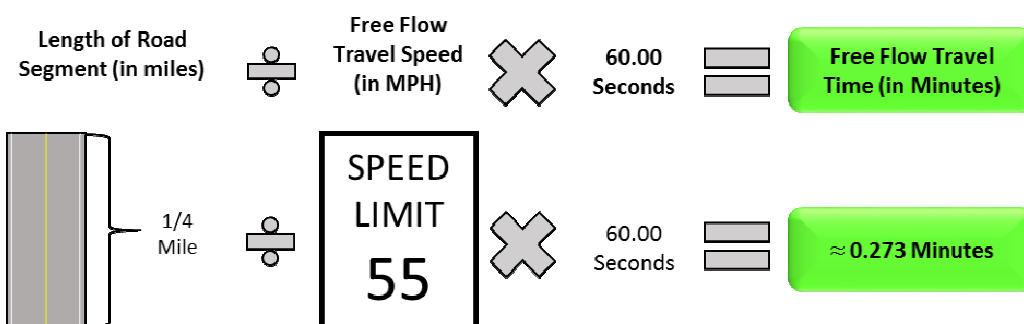 Length of Road
Segment (in miles)
Free Flow
Travel Speed
(in MPH)
60.00
Seconds
Free Flow Travel
Time (in Minutes)
1/4
Mile
SPEED
LIMIT
55
60.00
Seconds
≈ 0.273 Minutes